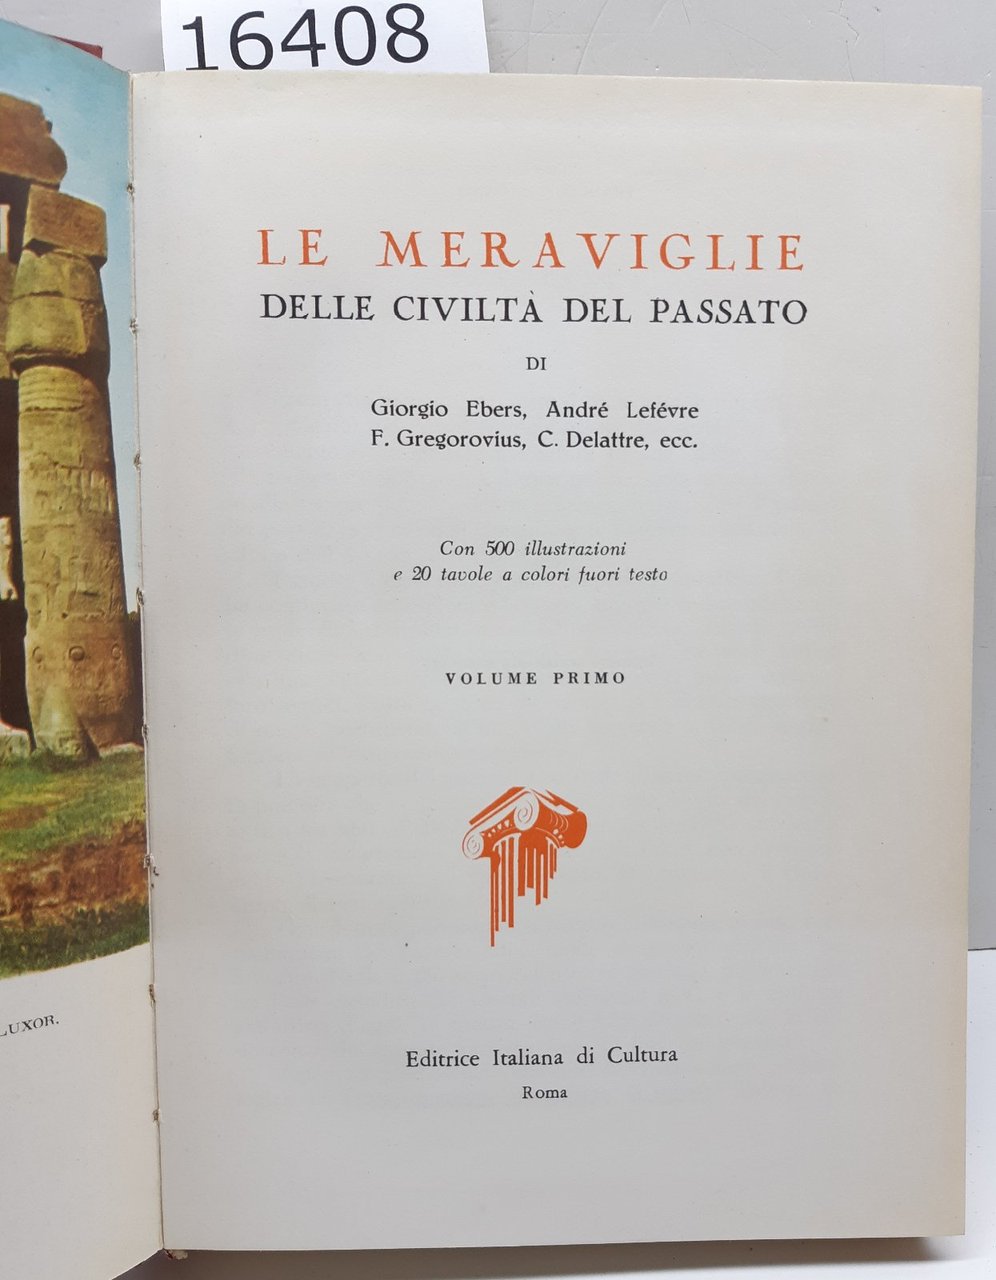 16408
LE MERAVIGLIE
DELLE CIVILTÀ DEL PASSATO
DI
Giorgio Ebers, André Lefévre
F. Gregorovius, C. Delattre, ecc.
Con 500 illustrazioni
e 20 tavole a colori fuori testo
VOLUME PRIMO
Editrice Italiana di Cultura
Roma
LUXOR.